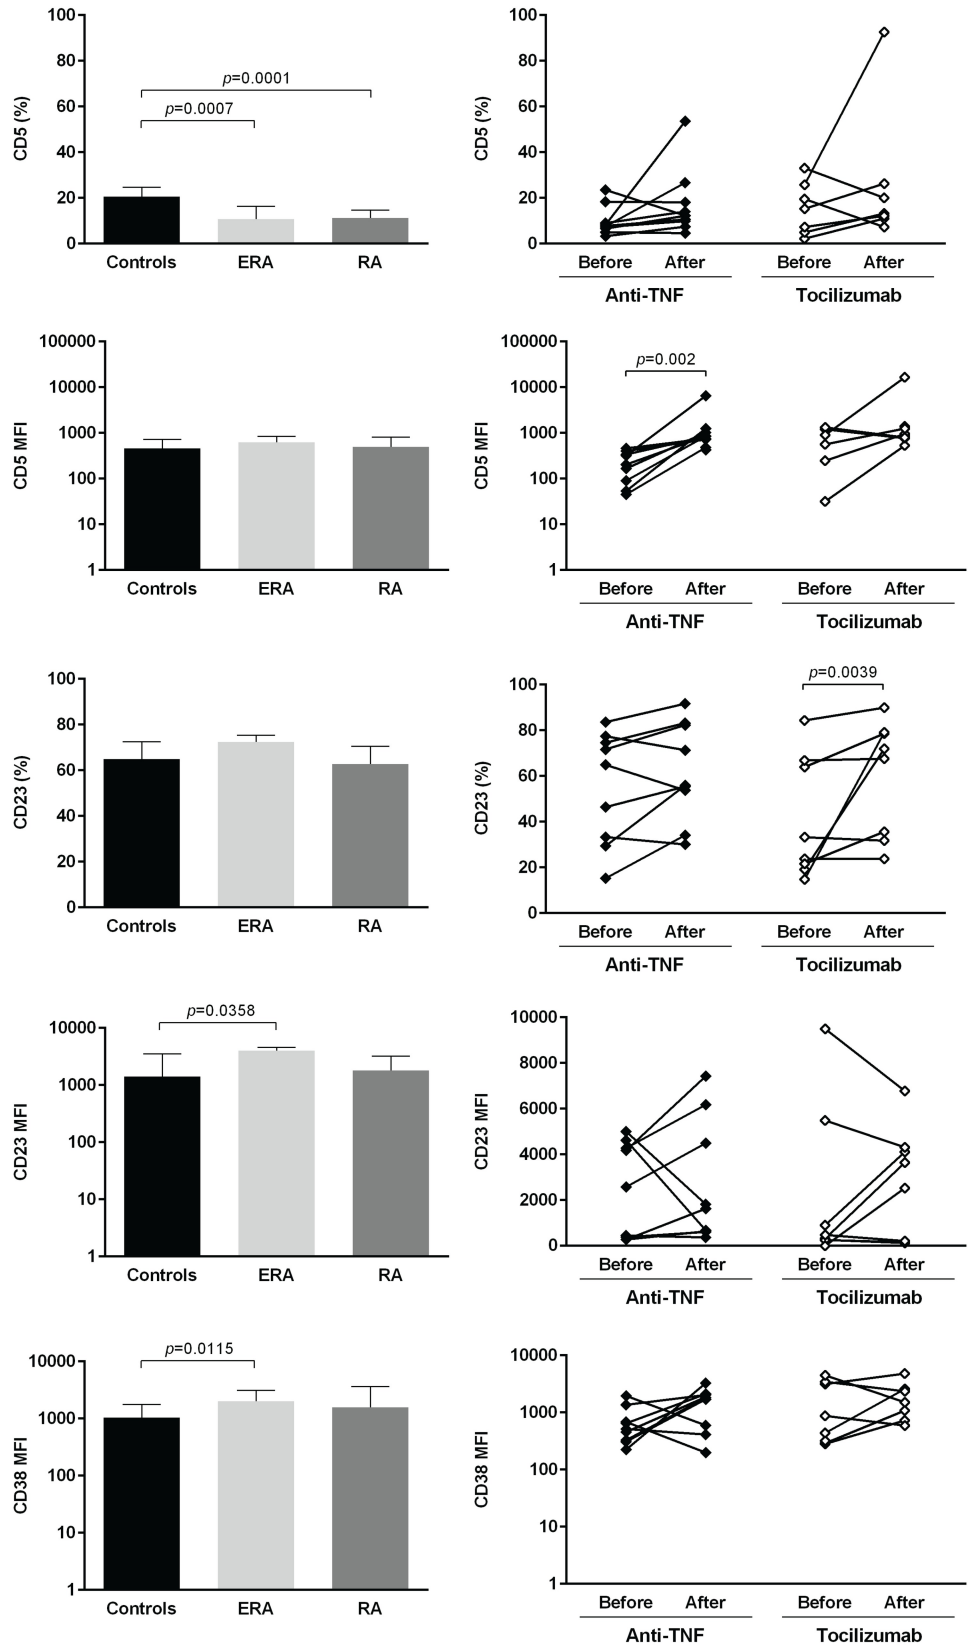 100
80
60
40
20
0
CD5 (%)
p=0.0001
p=0.0007
Controls ERA RA
100
80
60
40
20
0
CD5 (%)
Before After Before After
Anti-TNF Tocilizumab
100000
10000
1000
100
10
1
CD5 MFI
Controls ERA RA
100000
10000
1000
100
10
1
CD5 MFI
p=0.002
Before After Before After
Anti-TNF Tocilizumab
100
80
60
40
20
0
CD23 (%)
Controls ERA RA
100
80
60
40
20
0
CD23 (%)
p=0.0039
Before After Before After
Anti-TNF Tocilizumab
10000
1000
100
10
1
CD23 MFI
p=0.0358
Controls ERA RA
10000
8000
6000
4000
2000
0
CD23 MFI
Before After Before After
Anti-TNF Tocilizumab
10000
1000
100
10
1
CD38 MFI
p=0.0115
Controls ERA RA
10000
1000
100
10
1
CD38 MFI
Before After Before After
Anti-TNF Tocilizumab